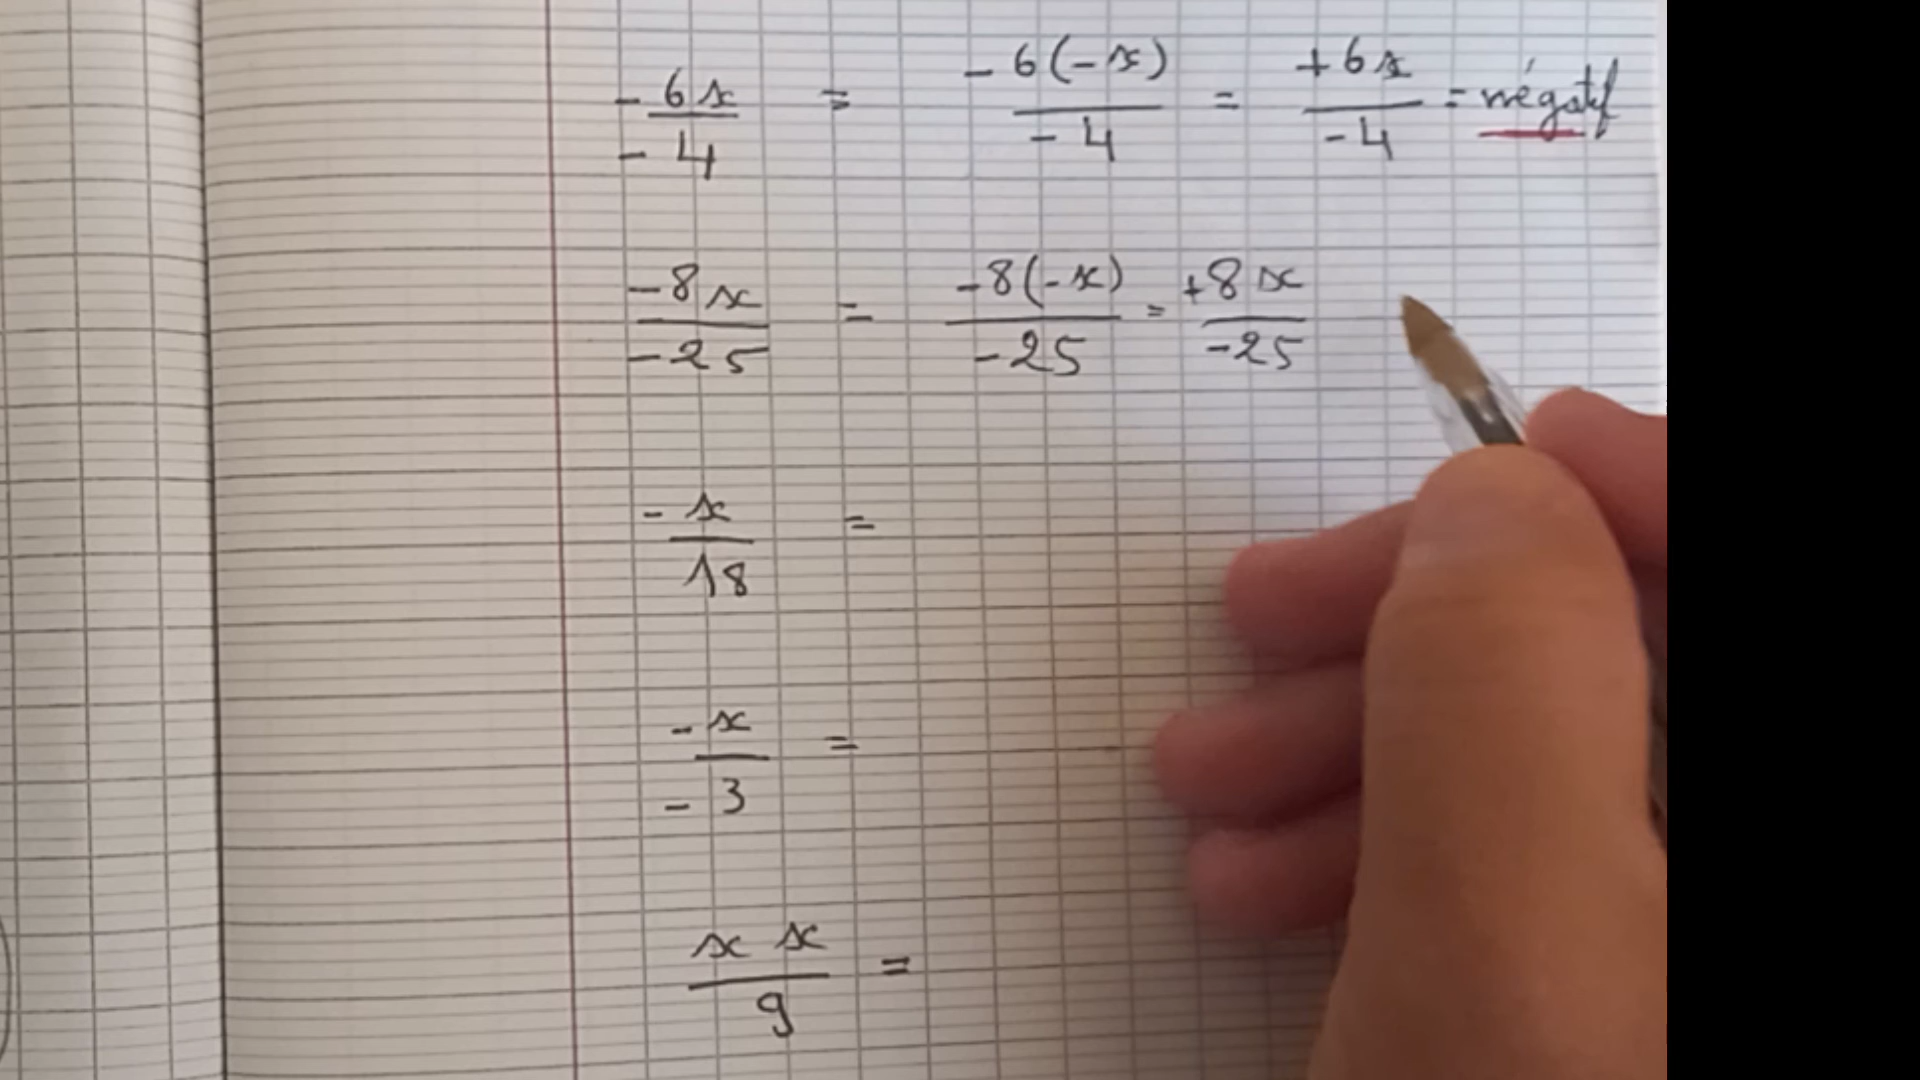 -6x/-4 = -6(-x)/-4 = +6x/-4 = négatif
-8x/-25 = -8(-x)/-25 = +8x/-25
-x/18 =
-x/-3 =
x x/9 =